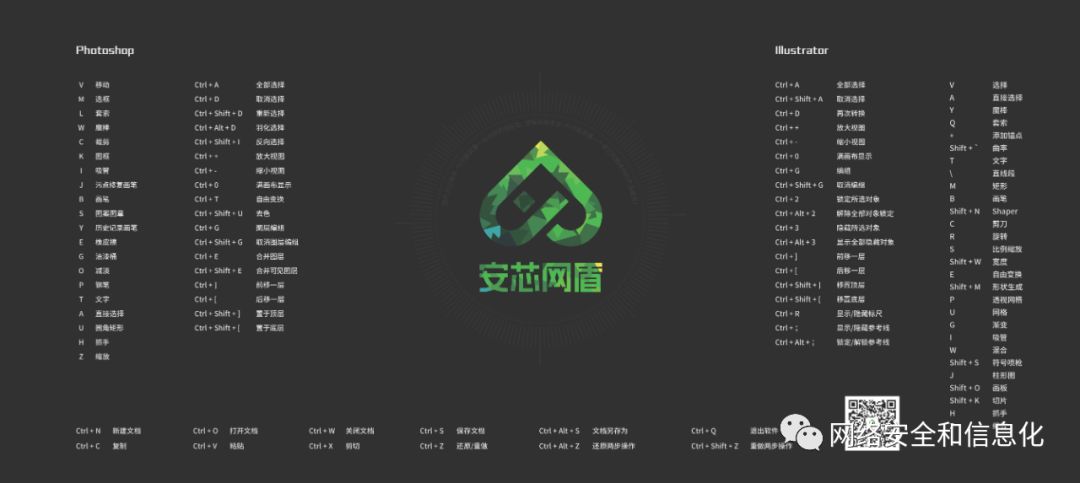 Photoshop
V 移动
M 选框
L 套索
W 魔棒
C 裁剪
K 图框
I 吸管
J 污点修复画笔
B 画笔
S 图案图章
Y 历史记录画笔
E 橡皮擦
G 油漆桶
O 减淡
P 钢笔
T 文字
A 直接选择
U 圆角矩形
H 抓手
Z 缩放
Ctrl + A 全部选择
Ctrl + D 取消选择
Ctrl + Shift + D 重新选择
Ctrl + Alt + D 羽化选择
Ctrl + Shift + I 反向选择
Ctrl + + 放大视图
Ctrl + - 缩小视图
Ctrl + 0 满画布显示
Ctrl + T 自由变换
Ctrl + Shift + U 去色
Ctrl + G 图层编组
Ctrl + Shift + G 取消图层编组
Ctrl + E 合并图层
Ctrl + Shift + E 合并可见图层
Ctrl + ] 前移一层
Ctrl + [ 后移一层
Ctrl + Shift + ] 置于顶层
Ctrl + Shift + [ 置于底层
安芯网盾
Illustrator
Ctrl + A 全部选择
Ctrl + Shift + A 取消选择
Ctrl + D 再次转换
Ctrl + + 放大视图
Ctrl + - 缩小视图
Ctrl + 0 满画布显示
Ctrl + G 编组
Ctrl + Shift + G 取消编组
Ctrl + 2 锁定所选对象
Ctrl + Alt + 2 解除全部对象锁定
Ctrl + 3 隐藏所选对象
Ctrl + Alt + 3 显示全部隐藏对象
Ctrl + ] 前移一层
Ctrl + [ 后移一层
Ctrl + Shift + ] 移置顶层
Ctrl + Shift + [ 移置底层
Ctrl + R 显示/隐藏标尺
Ctrl + ; 显示/隐藏参考线
Ctrl + Alt + ; 锁定/解锁参考线
V 选择
A 直接选择
Y 魔棒
Q 套索
+ 添加锚点
Shift + ` 曲率
T 文字
\ 直线段
M 矩形
B 画笔
Shift + N Shaper
C 剪刀
R 旋转
S 比例缩放
Shift + W 宽度
E 自由变换
Shift + M 形状生成
P 透视网格
U 网格
G 渐变
I 吸管
W 混合
Shift + S 符号喷枪
J 柱形图
Shift + O 画板
Shift + K 切片
H 抓手
Ctrl + N 新建文档 Ctrl + O 打开文档 Ctrl + W 关闭文档 Ctrl + S 保存文档 Ctrl + Alt + S 文档另存为 Ctrl + Q 退出软件
Ctrl + C 复制 Ctrl + V 粘贴 Ctrl + X 剪切 Ctrl + Z 还原/重做 Ctrl + Alt + Z 还原两步操作 Ctrl + Shift + Z 重做两步操作
网络安全和信息化